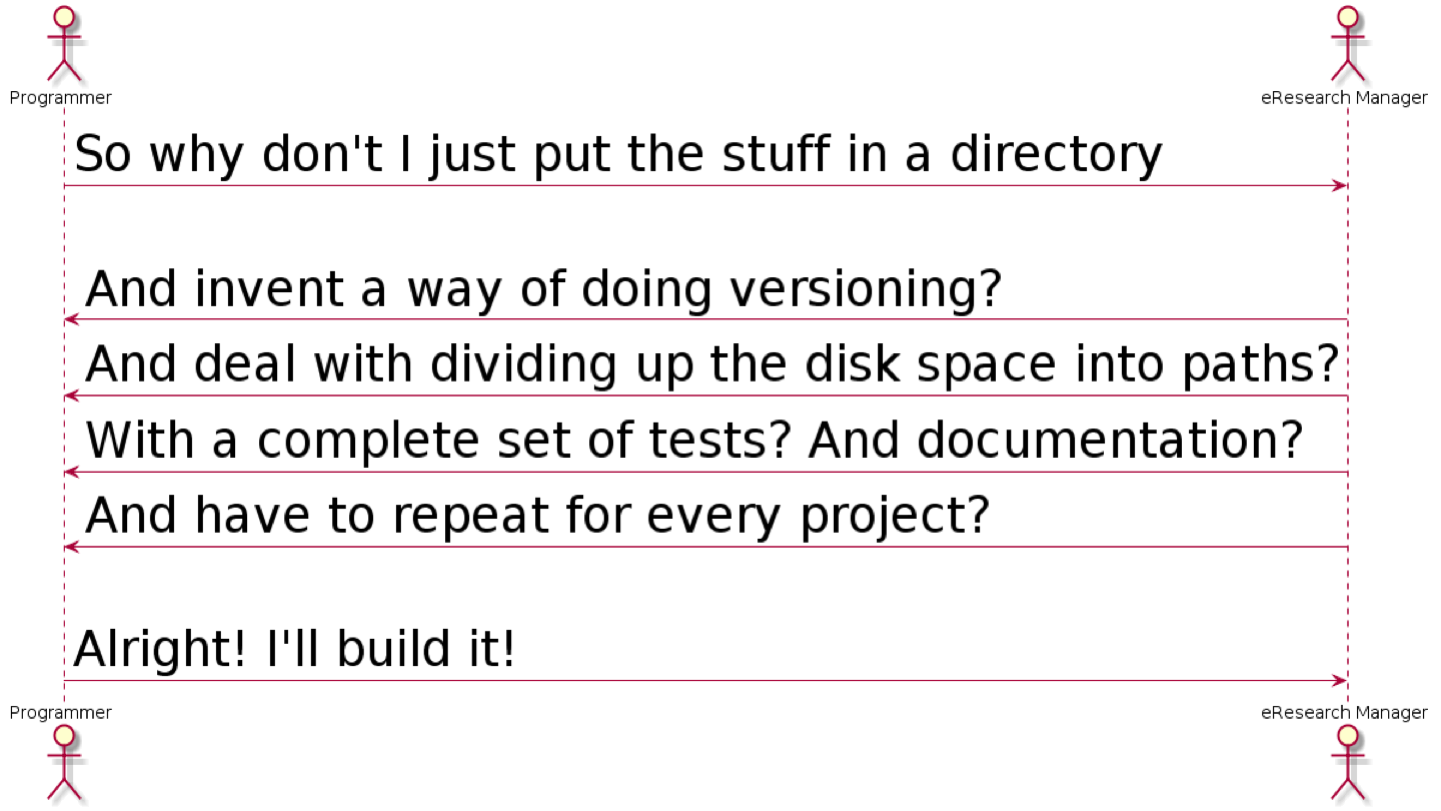 Programmer
eResearch Manager
So why don't I just put the stuff in a directory
And invent a way of doing versioning?
And deal with dividing up the disk space into paths?
With a complete set of tests? And documentation?
And have to repeat for every project?
Alright! I'll build it!
Programmer
eResearch Manager